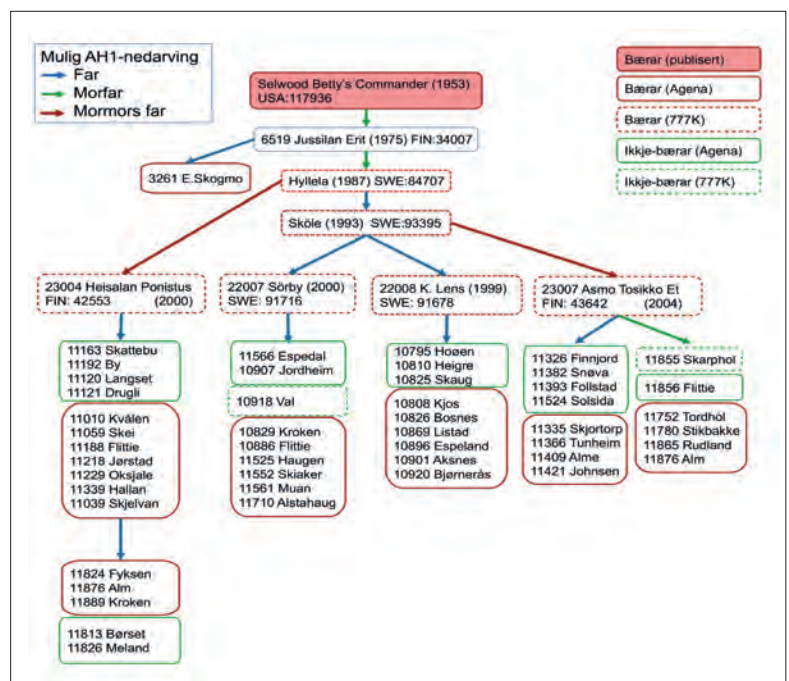 Mulig AH1-nedarving
Far
Morfar
Mormors far
Selwood Betty's Commander (1953)
USA:117936
Bærar (publisert)
Bærar (Agena)
Bærar (777K)
Ikkje-bærar (Agena)
Ikkje-bærar (777K)
6519 Jussilan Erit (1975) FIN:34007
3261 E.Skogmo
Hyllela (1987) SWE:84707
Sköle (1993) SWE:93395
23004 Heisalan Ponistus
FIN: 42553 (2000)
22007 Sörby (2000)
SWE: 91716
22008 K. Lens (1999)
SWE: 91678
23007 Asmo Tosikko Et
FIN: 43642 (2004)
11163 Skattebu
11192 By
11120 Langset
11121 Drugli
11010 Kvålen
11059 Skei
11188 Flittie
11218 Jørstad
11229 Oksjale
11339 Hallan
11039 Skjelvan
11824 Fyksen
11876 Alm
11889 Kroken
11813 Børset
11826 Meland
11566 Espedal
10907 Jordheim
10918 Val
10829 Kroken
10886 Flittie
11525 Haugen
11552 Skiaker
11561 Muan
11710 Alstahaug
10795 Hoøen
10810 Heigre
10825 Skaug
10808 Kjos
10826 Bosnes
10869 Listad
10896 Espeland
10901 Aksnes
10920 Bjørnerås
11326 Finnjord
11382 Snøva
11393 Follstad
11524 Solsida
11335 Skjortorp
11366 Tunheim
11409 Alme
11421 Johnsen
11855 Skarphol
11856 Flittie
11752 Tordhol
11780 Stikbakke
11865 Rudland
11876 Alm